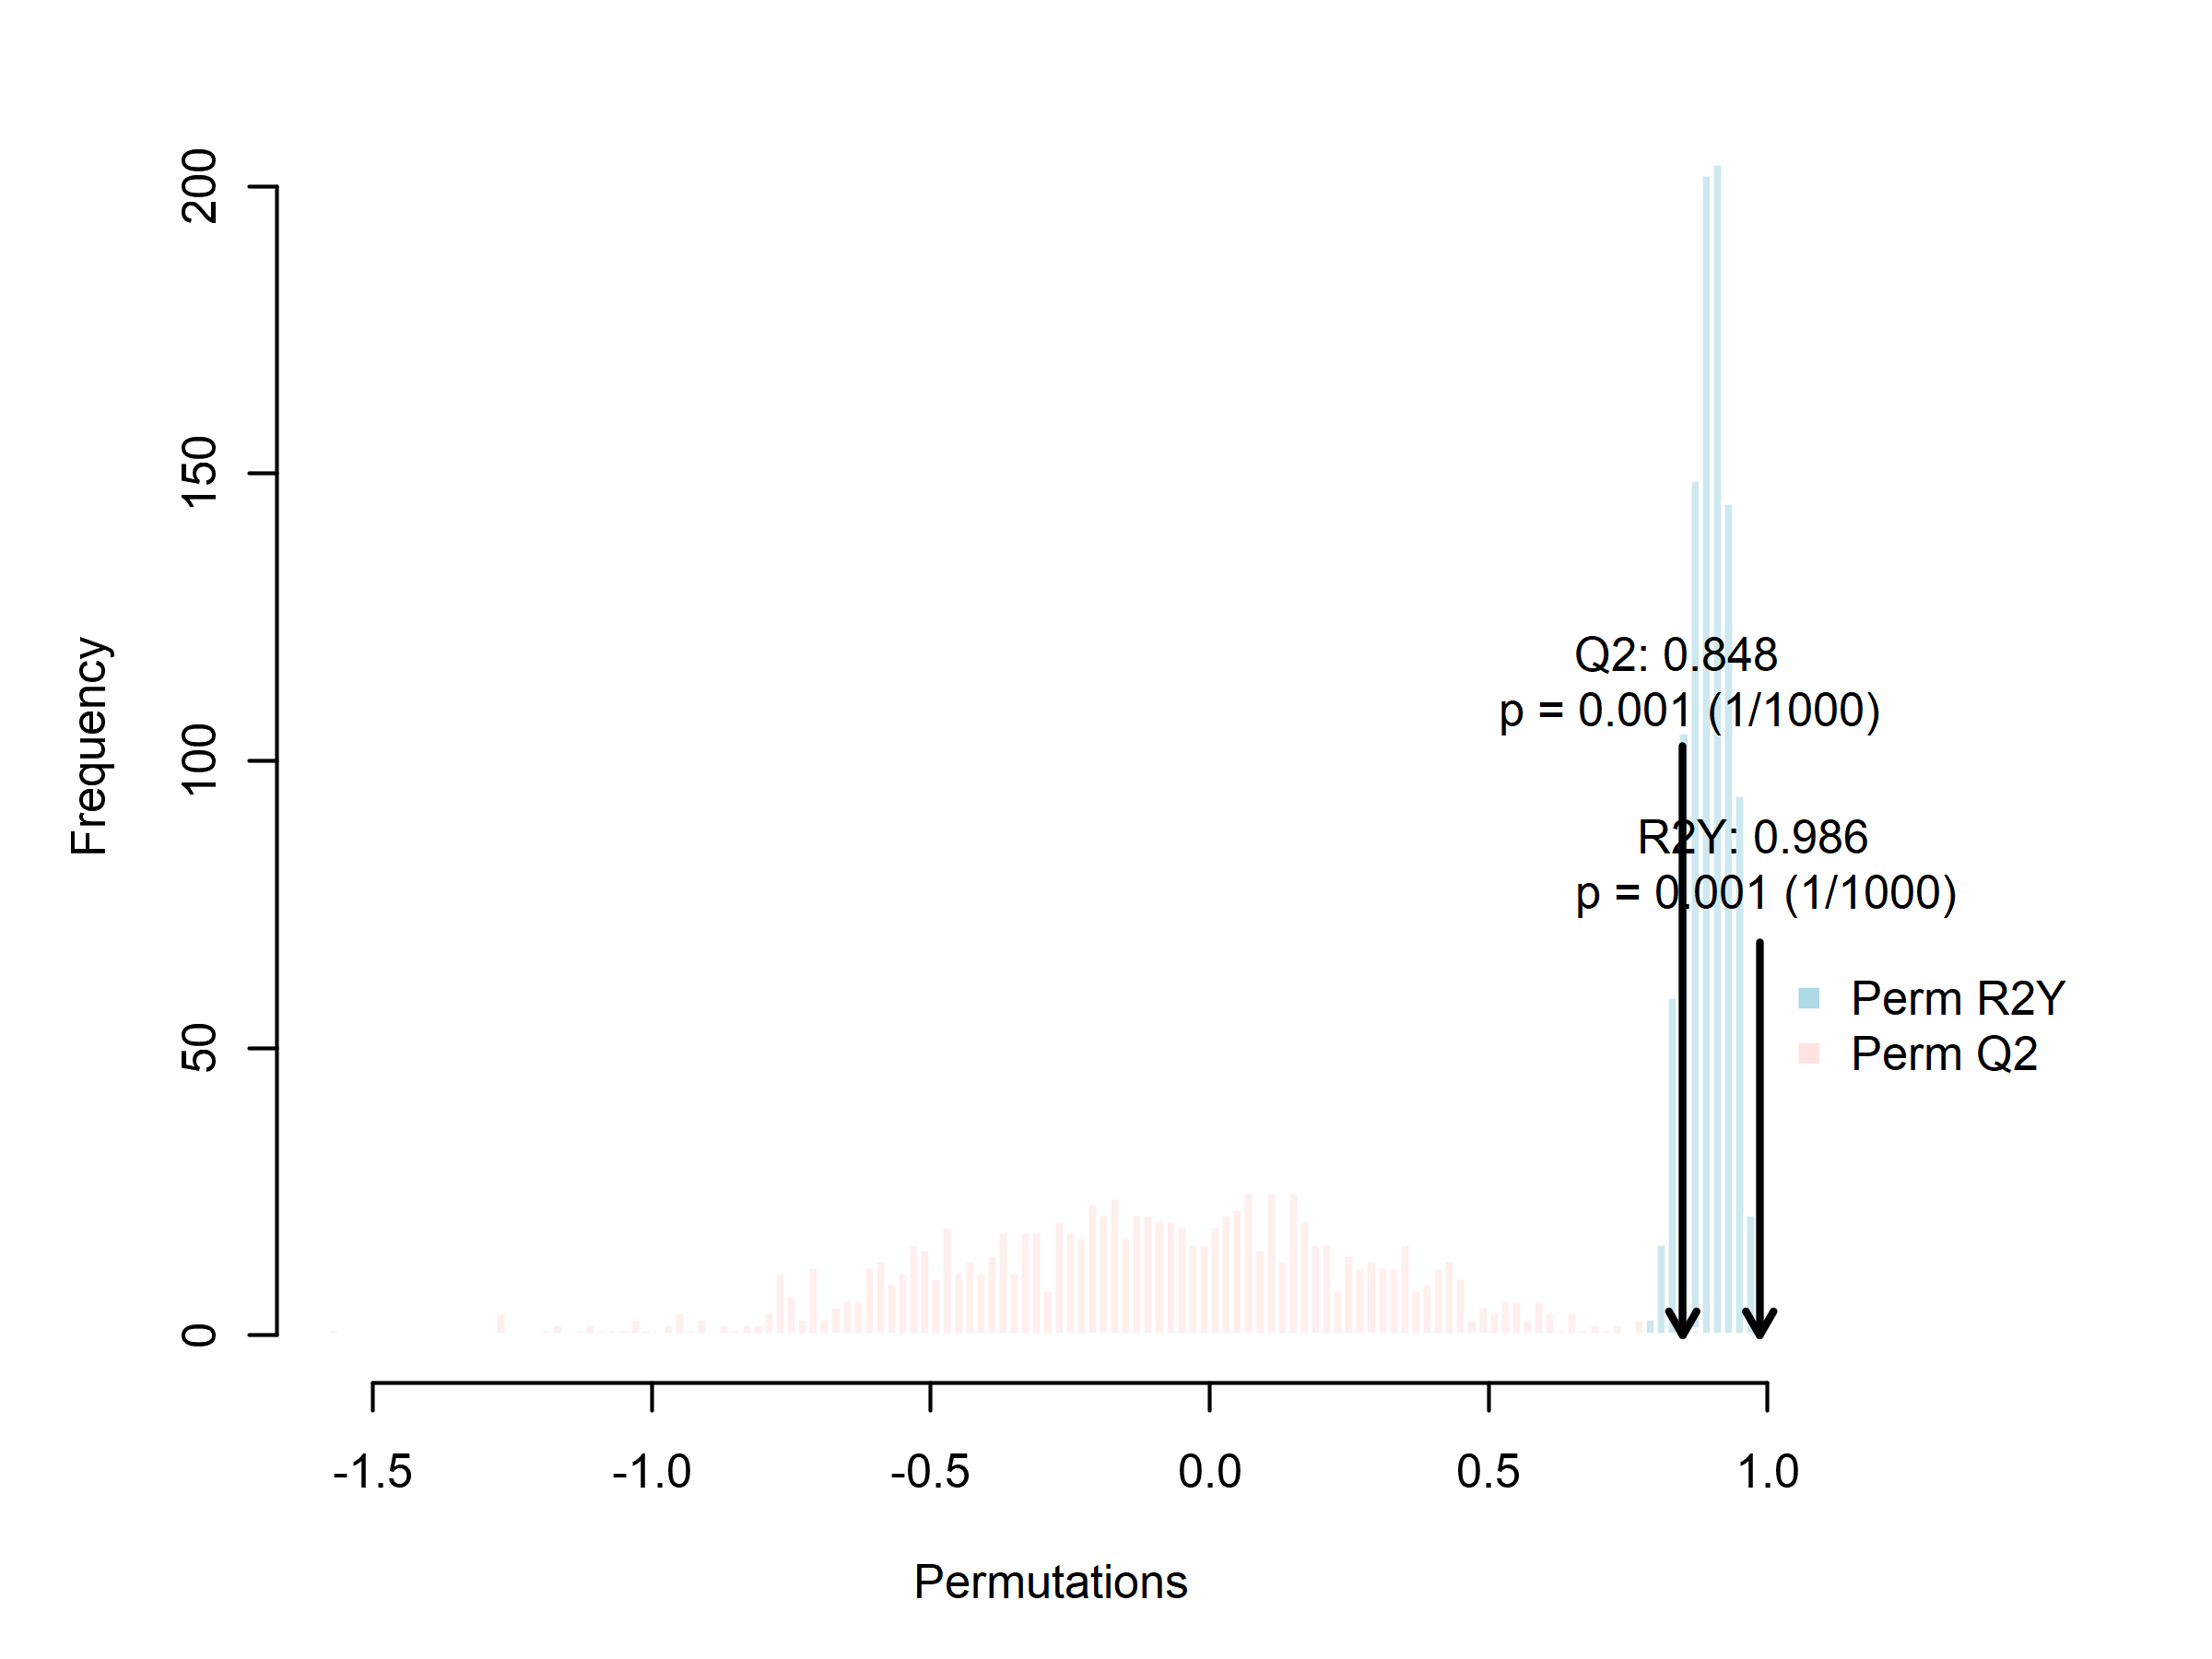 Frequency
200
150
100
50
0
Q2: 0.848
p = 0.001 (1/1000)
R2Y: 0.986
p = 0.001 (1/1000)
Perm R2Y
Perm Q2
-1.5 -1.0 -0.5 0.0 0.5 1.0
Permutations